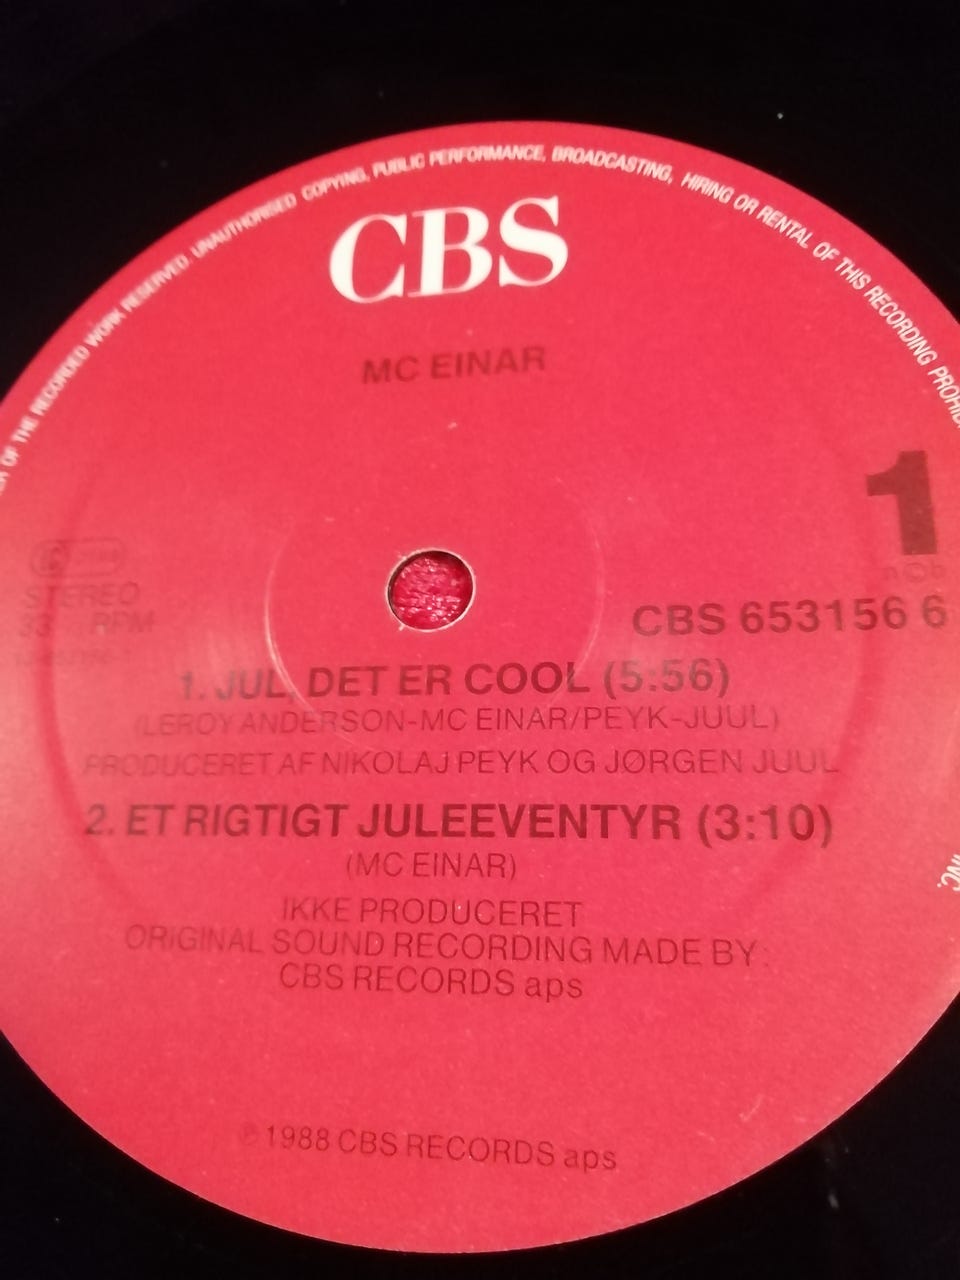 OF THE RECORDED WORK RESERVED. UNAUTHORISED COPYING, PUBLIC PERFORMANCE, BROADCASTING, HIRING OR RENTAL OF THIS RECORDING
CBS
MC EINAR
1
n©b
STEREO
33 RPM
CBS 653156 6
1. JUL, DET ER COOL (5:56)
(LEROY ANDERSON-MC EINAR/PEYK-JUUL)
PRODUCERET AF NIKOLAJ PEYK OG JØRGEN JUUL
2. ET RIGTIGT JULEEVENTYR (3:10)
(MC EINAR)
INC.
IKKE PRODUCERET
ORIGINAL SOUND RECORDING MADE BY:
CBS RECORDS aps
℗ 1988 CBS RECORDS aps